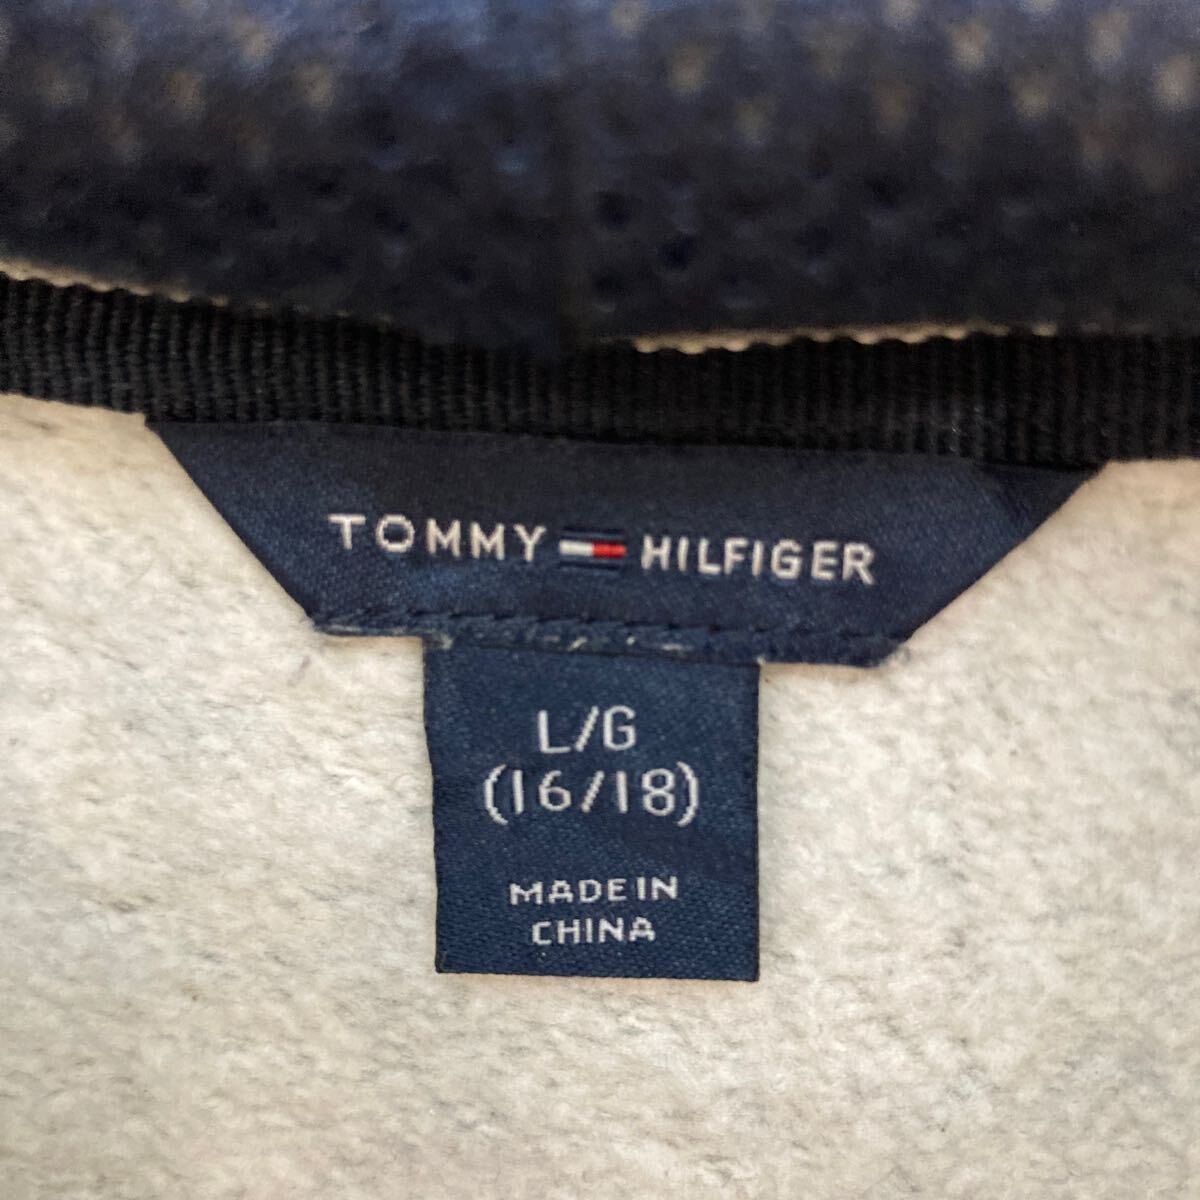 TOMMY HILFIGER
L/G
(16/18)
MADE IN
CHINA